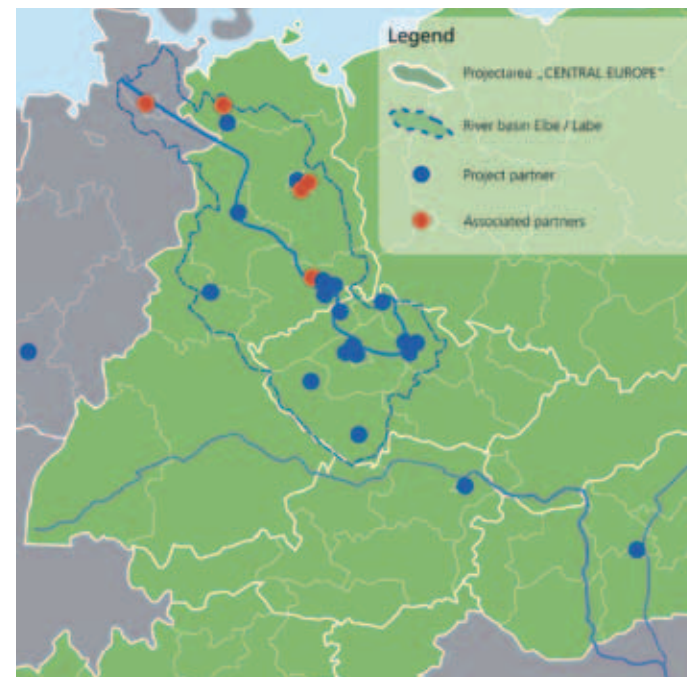 Legend
Projectarea „CENTRAL EUROPE“
River basin Elbe / Labe
Project partner
Associated partners